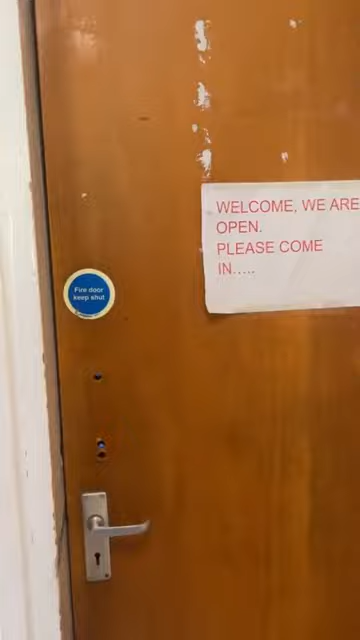 WELCOME, WE ARE
OPEN.
PLEASE COME
IN.....
Fire door
keep shut